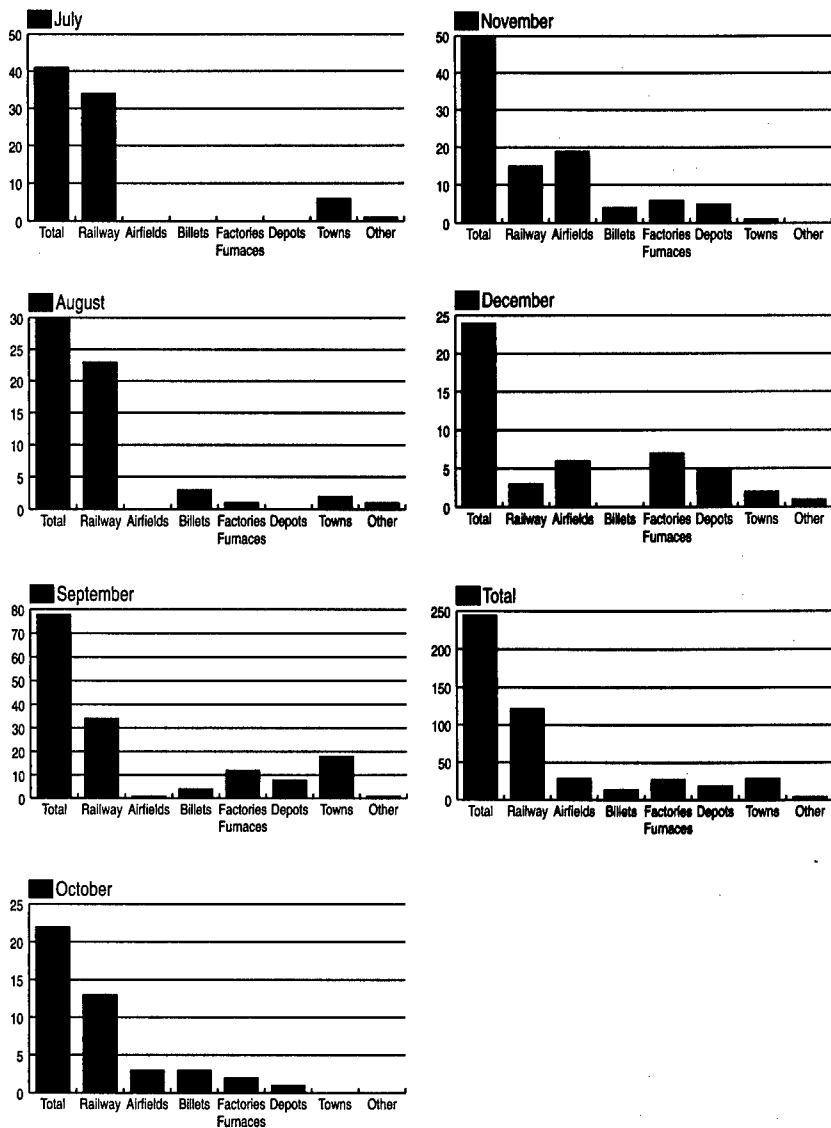 July
50
40
30
20
10
0
Total Railway Airfields Billets Factories Depots Towns Other
Furnaces
August
30
25
20
15
10
5
0
Total Railway Airfields Billets Factories Depots Towns Other
Furnaces
September
80
70
60
50
40
30
20
10
0
Total Railway Airfields Billets Factories Depots Towns Other
Furnaces
October
25
20
15
10
5
0
Total Railway Airfields Billets Factories Depots Towns Other
Furnaces
November
50
40
30
20
10
0
Total Railway Airfields Billets Factories Depots Towns Other
Furnaces
December
25
20
15
10
5
0
Total Railway Airfields Billets Factories Depots Towns Other
Furnaces
Total
250
200
150
100
50
0
Total Railway Airfields Billets Factories Depots Towns Other
Furnaces